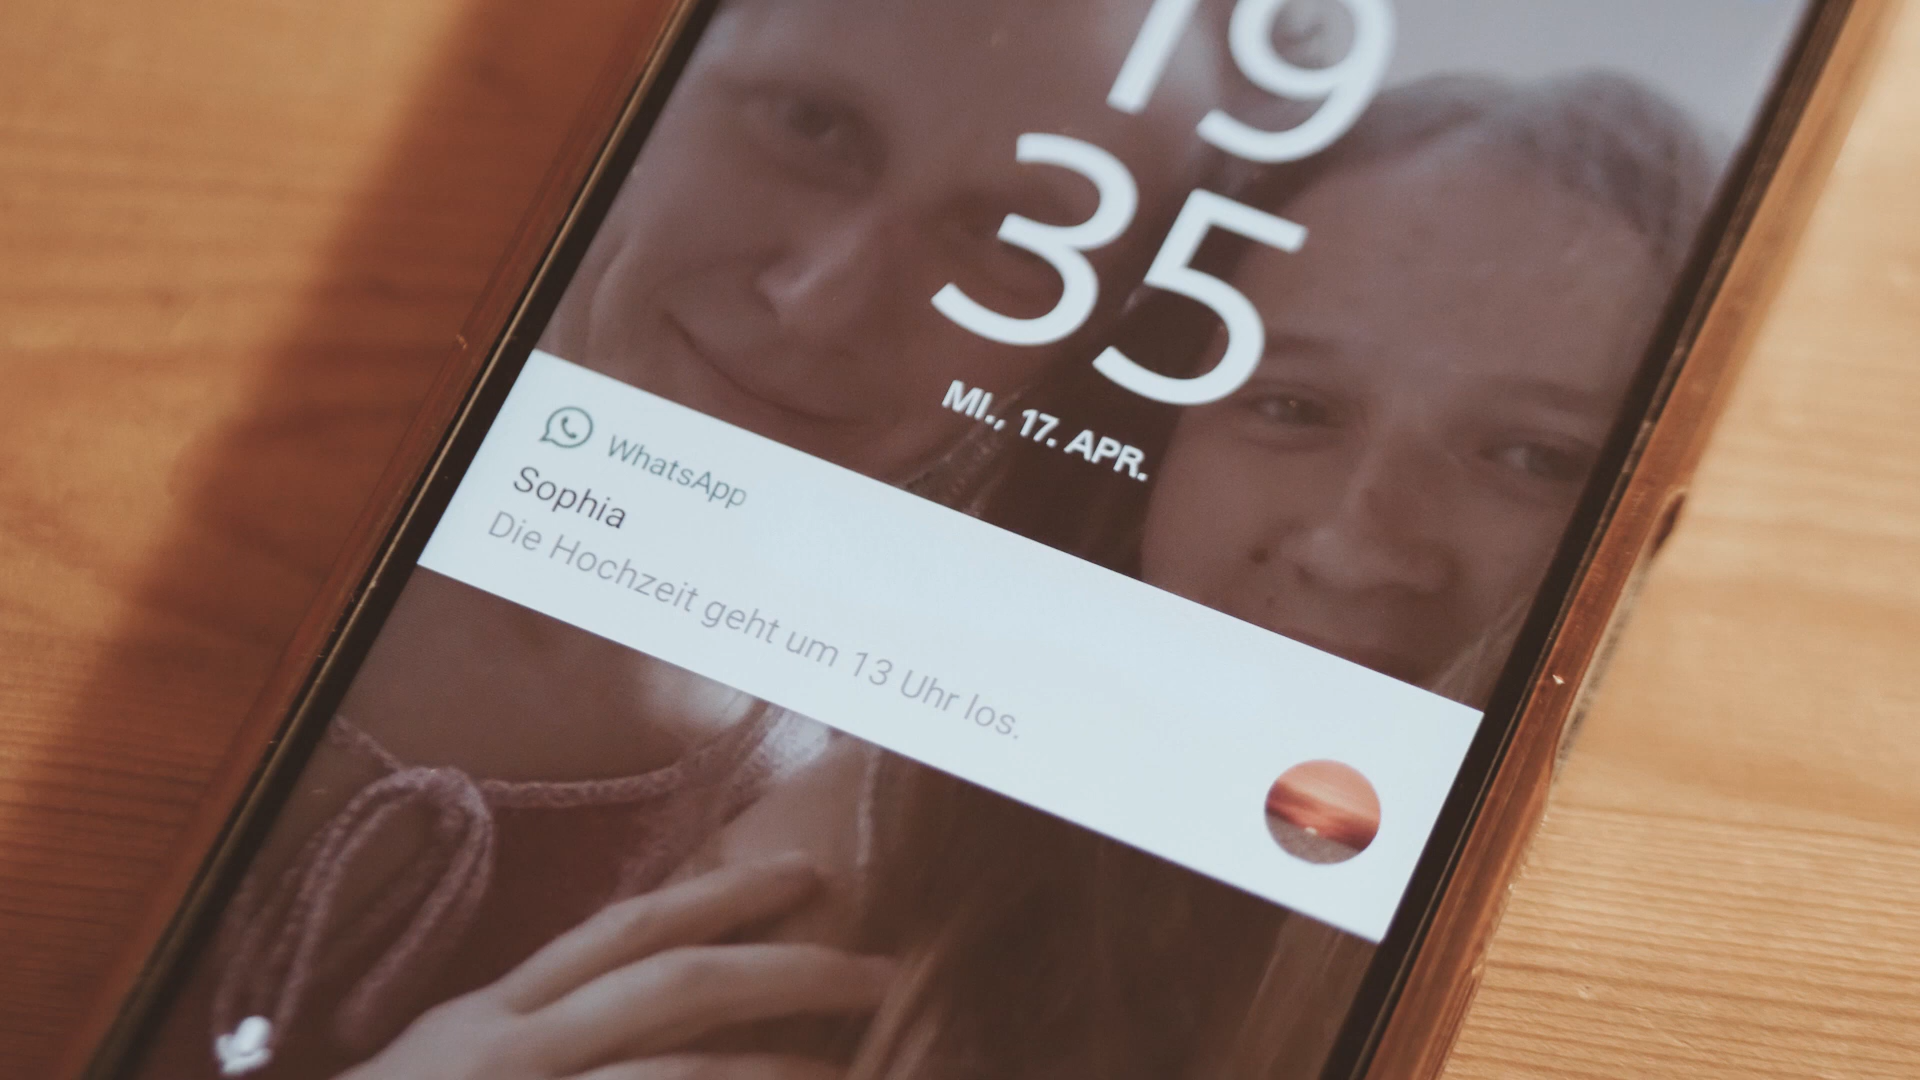 19
35
MI., 17. APR.
WhatsApp
Sophia
Die Hochzeit geht um 13 Uhr los.